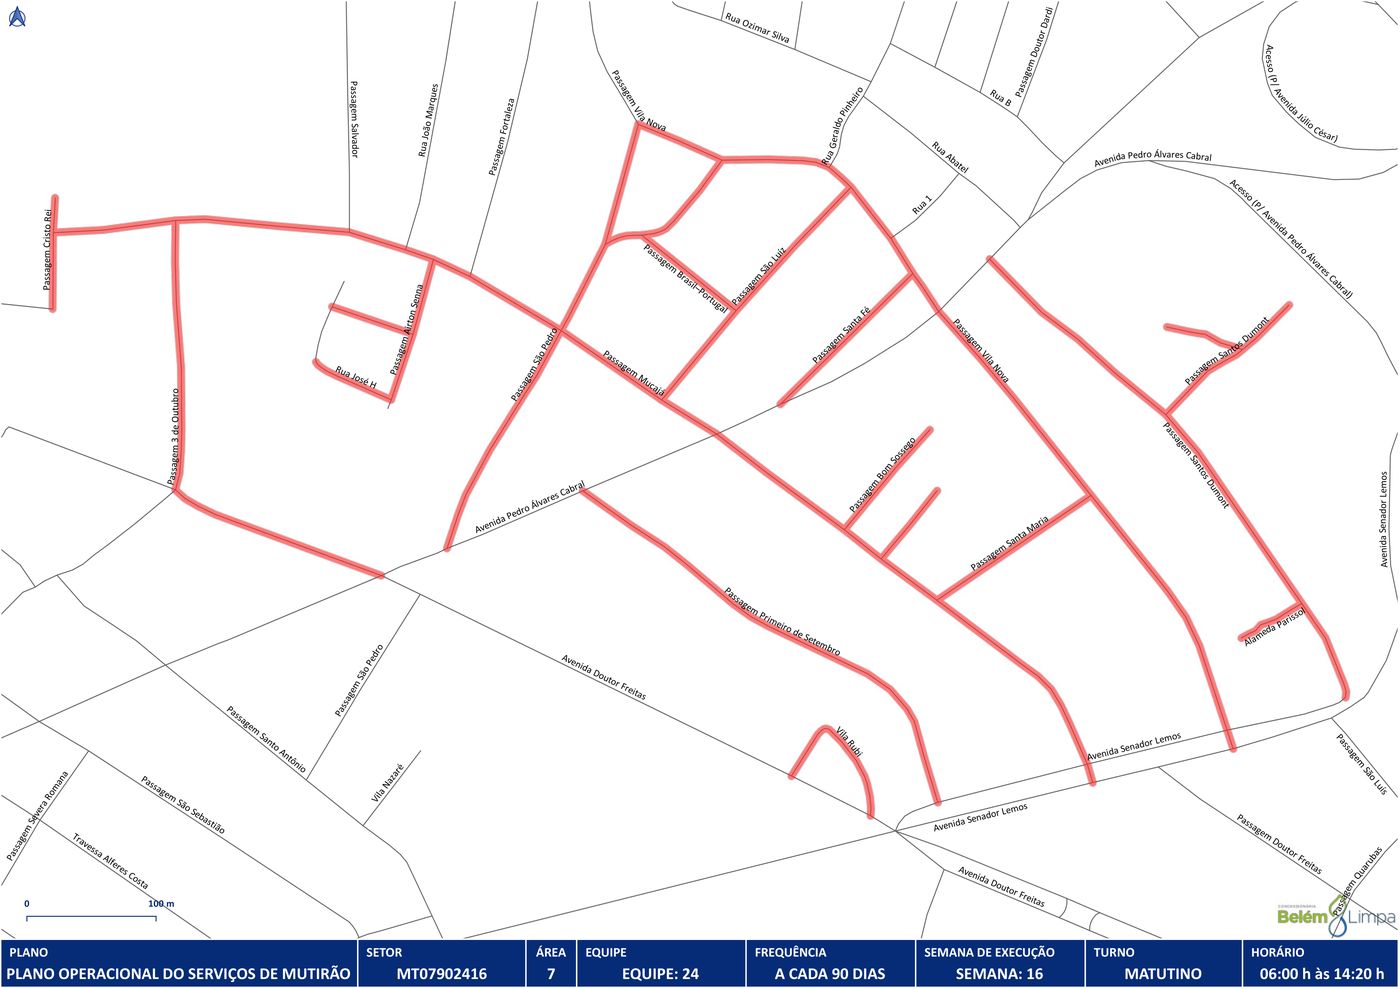 Rua Ozimar Silva
Passagem Doutor Dardi
Acesso (P/ Avenida Júlio César)
Passagem Salvador
Rua João Marques
Passagem Fortaleza
Passagem Vila Nova
Rua Geraldo Pinheiro
Rua B
Rua Abatel
Avenida Pedro Álvares Cabral
Acesso (P/ Avenida Pedro Álvares Cabral)
Rua 1
Passagem Cristo Rei
Passagem Brasil-Portugal
Passagem São Luiz
Passagem Airton Senna
Passagem Santa Fé
Passagem Vila Nova
Passagem Santos Dumont
Passagem São Pedro
Passagem Mucajá
Rua José H
Passagem 3 de Outubro
Passagem Bom Sossego
Passagem Santos Dumont
Avenida Senador Lemos
Avenida Pedro Álvares Cabral
Passagem Santa Maria
Passagem Primeiro de Setembro
Alameda Parissol
Passagem São Pedro
Avenida Doutor Freitas
Passagem Santo Antônio
Vila Rubi
Avenida Senador Lemos
Passagem São Luis
Vila Nazaré
Passagem Severa Romana
Passagem São Sebastião
Avenida Senador Lemos
Passagem Doutor Freitas
Travessa Alferes Costa
Avenida Doutor Freitas
Passagem Quarubas
0 100 m
CONCESSIONÁRIA
Belém Limpa
PLANO SETOR ÁREA EQUIPE FREQUÊNCIA SEMANA DE EXECUÇÃO TURNO HORÁRIO
PLANO OPERACIONAL DO SERVIÇOS DE MUTIRÃO MT07902416 7 EQUIPE: 24 A CADA 90 DIAS SEMANA: 16 MATUTINO 06:00 h às 14:20 h